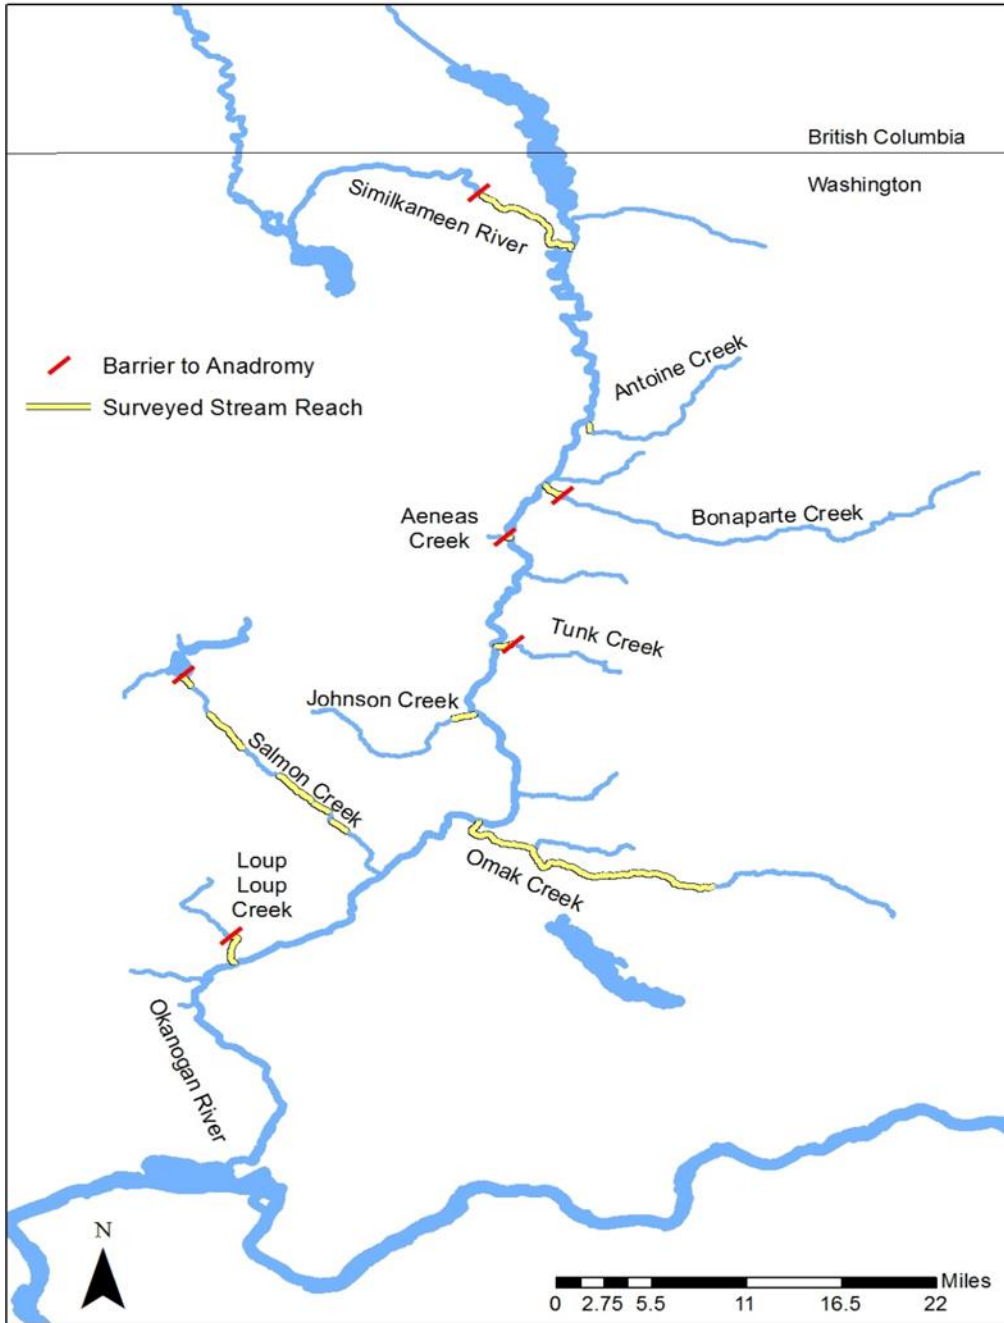 British Columbia
Washington
Similkameen River
Barrier to Anadromy
Surveyed Stream Reach
Antoine Creek
Bonaparte Creek
Aeneas
Creek
Tunk Creek
Johnson Creek
Salmon Creek
Omak Creek
Loup
Loup
Creek
Okanogan River
N
Miles
0 2.75 5.5 11 16.5 22